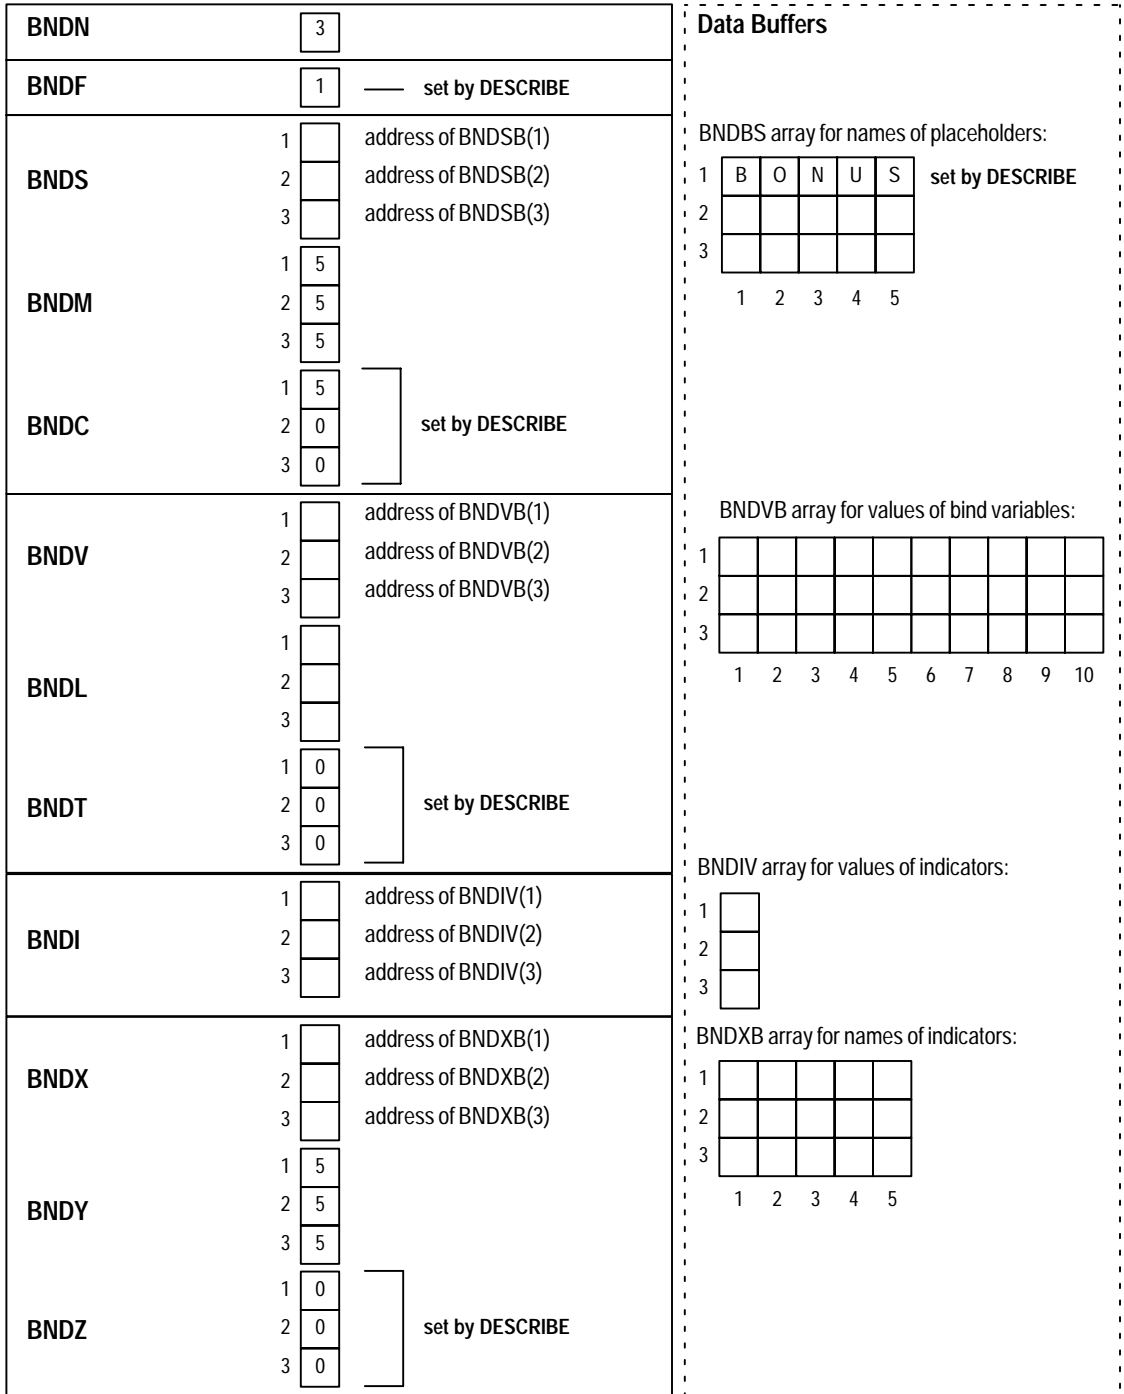 BNDN 3
BNDF 1 set by DESCRIBE
BNDS
1 address of BNDSB(1)
2 address of BNDSB(2)
3 address of BNDSB(3)
BNDM
1 5
2 5
3 5
BNDC
1 5
2 0
3 0
set by DESCRIBE
BNDV
1 address of BNDVB(1)
2 address of BNDVB(2)
3 address of BNDVB(3)
BNDL
1
2
3
BNDT
1 0
2 0
3 0
set by DESCRIBE
BNDI
1 address of BNDIV(1)
2 address of BNDIV(2)
3 address of BNDIV(3)
BNDX
1 address of BNDXB(1)
2 address of BNDXB(2)
3 address of BNDXB(3)
BNDY
1 5
2 5
3 5
BNDZ
1 0
2 0
3 0
set by DESCRIBE
Data Buffers
BNDBS array for names of placeholders:
1 B O N U S set by DESCRIBE
2
3
1 2 3 4 5
BNDVB array for values of bind variables:
1
2
3
1 2 3 4 5 6 7 8 9 10
BNDIV array for values of indicators:
1
2
3
BNDXB array for names of indicators:
1
2
3
1 2 3 4 5